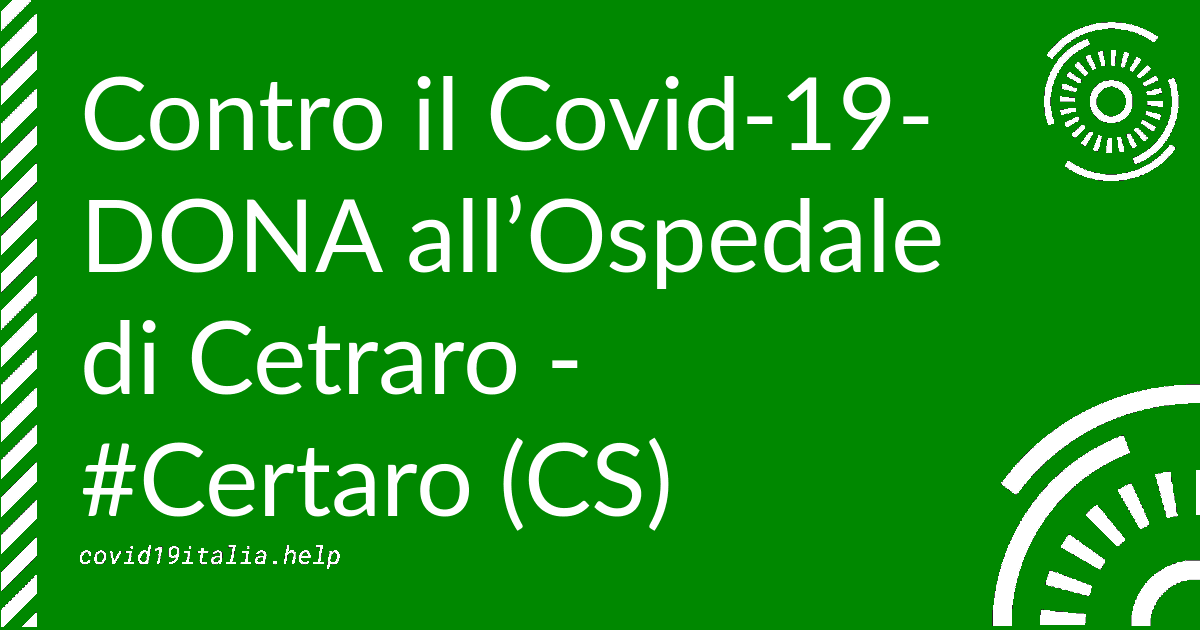 Contro il Covid-19-
DONA all’Ospedale
di Cetraro -
#Certaro (CS)
covid19italia.help